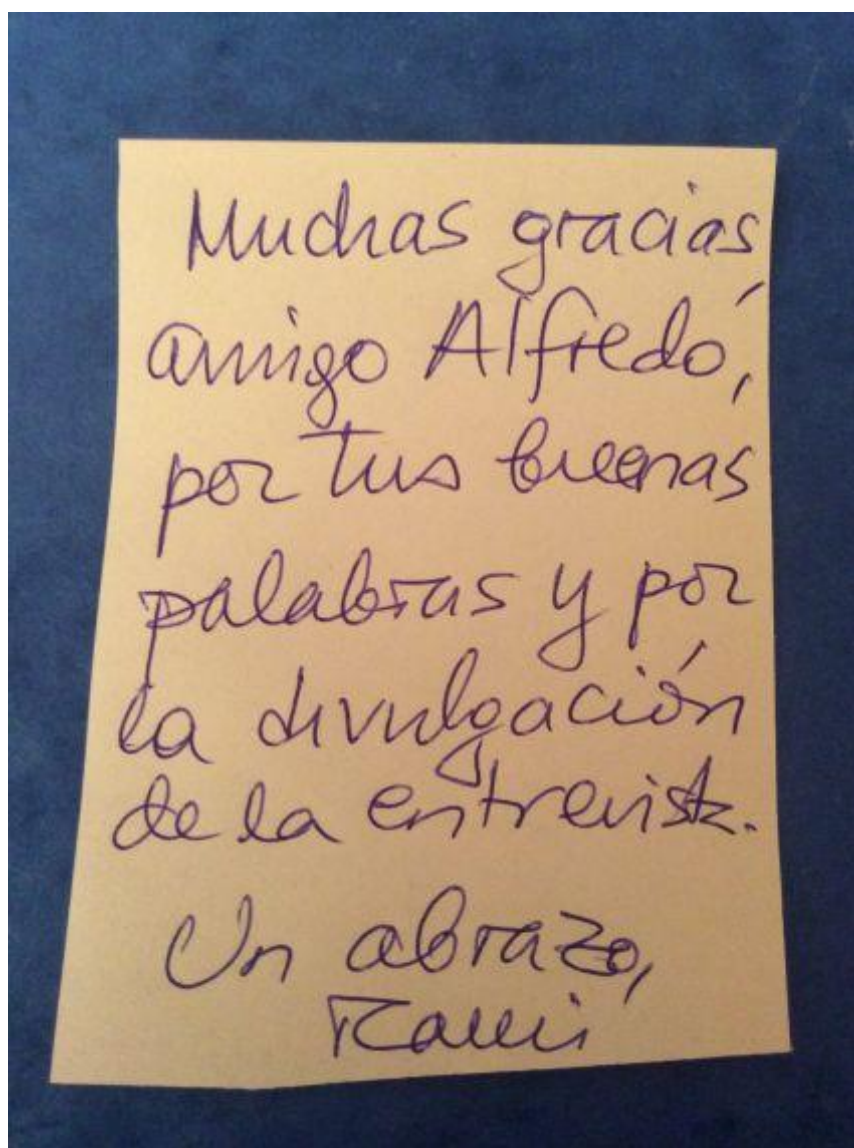 Muchas gracias,
amigo Alfredo,
por tus buenas
palabras y por
la divulgación
de la entrevista.
Un abrazo,